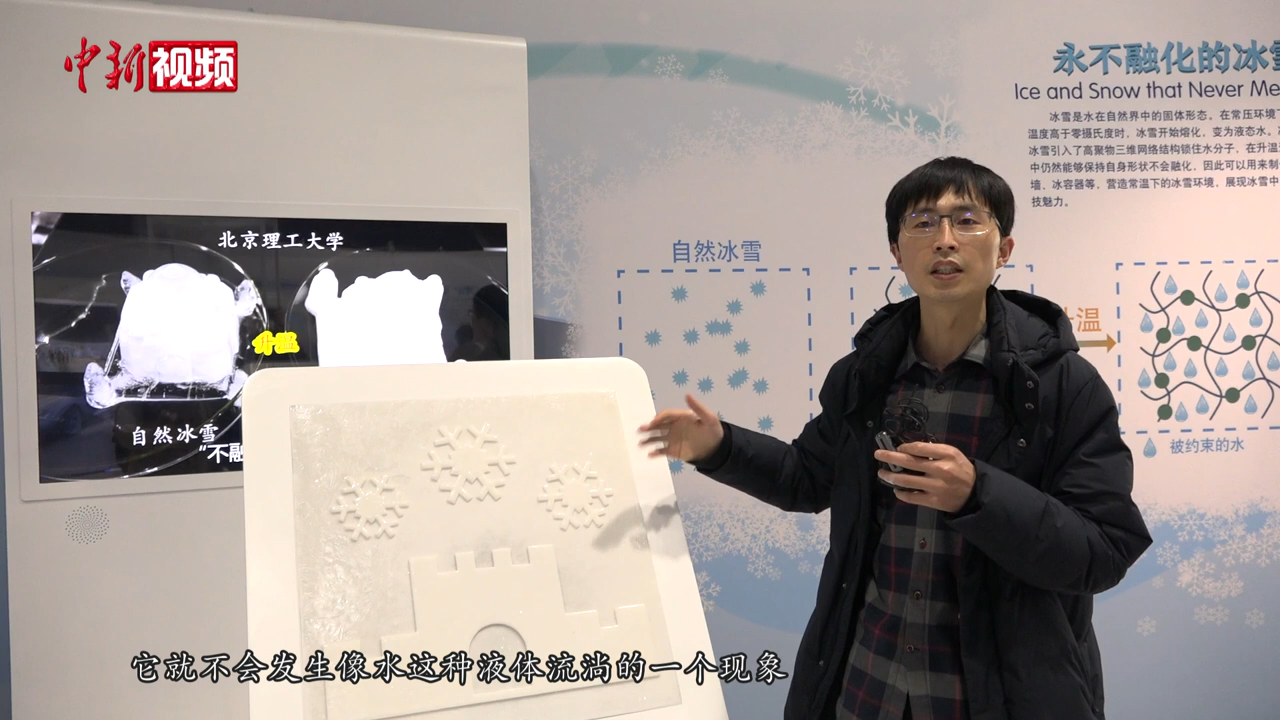 中新视频
永不融化的冰雪
Ice and Snow that Never Me
冰雪是水在自然界中的固体形态。在常压环境
温度高于零摄氏度时，冰雪开始熔化，变为液态水。
冰雪引入了高聚物三维网络结构锁住水分子，在升温
中仍然能够保持自身形状不会融化，因此可以用来制
墙、冰容器等，营造常温下的冰雪环境，展现冰雪中
技魅力。
北京理工大学
升温
自然冰雪
“不融
自然冰雪
升温
被约束的水
它就不会发生像水这种液体流淌的一个现象